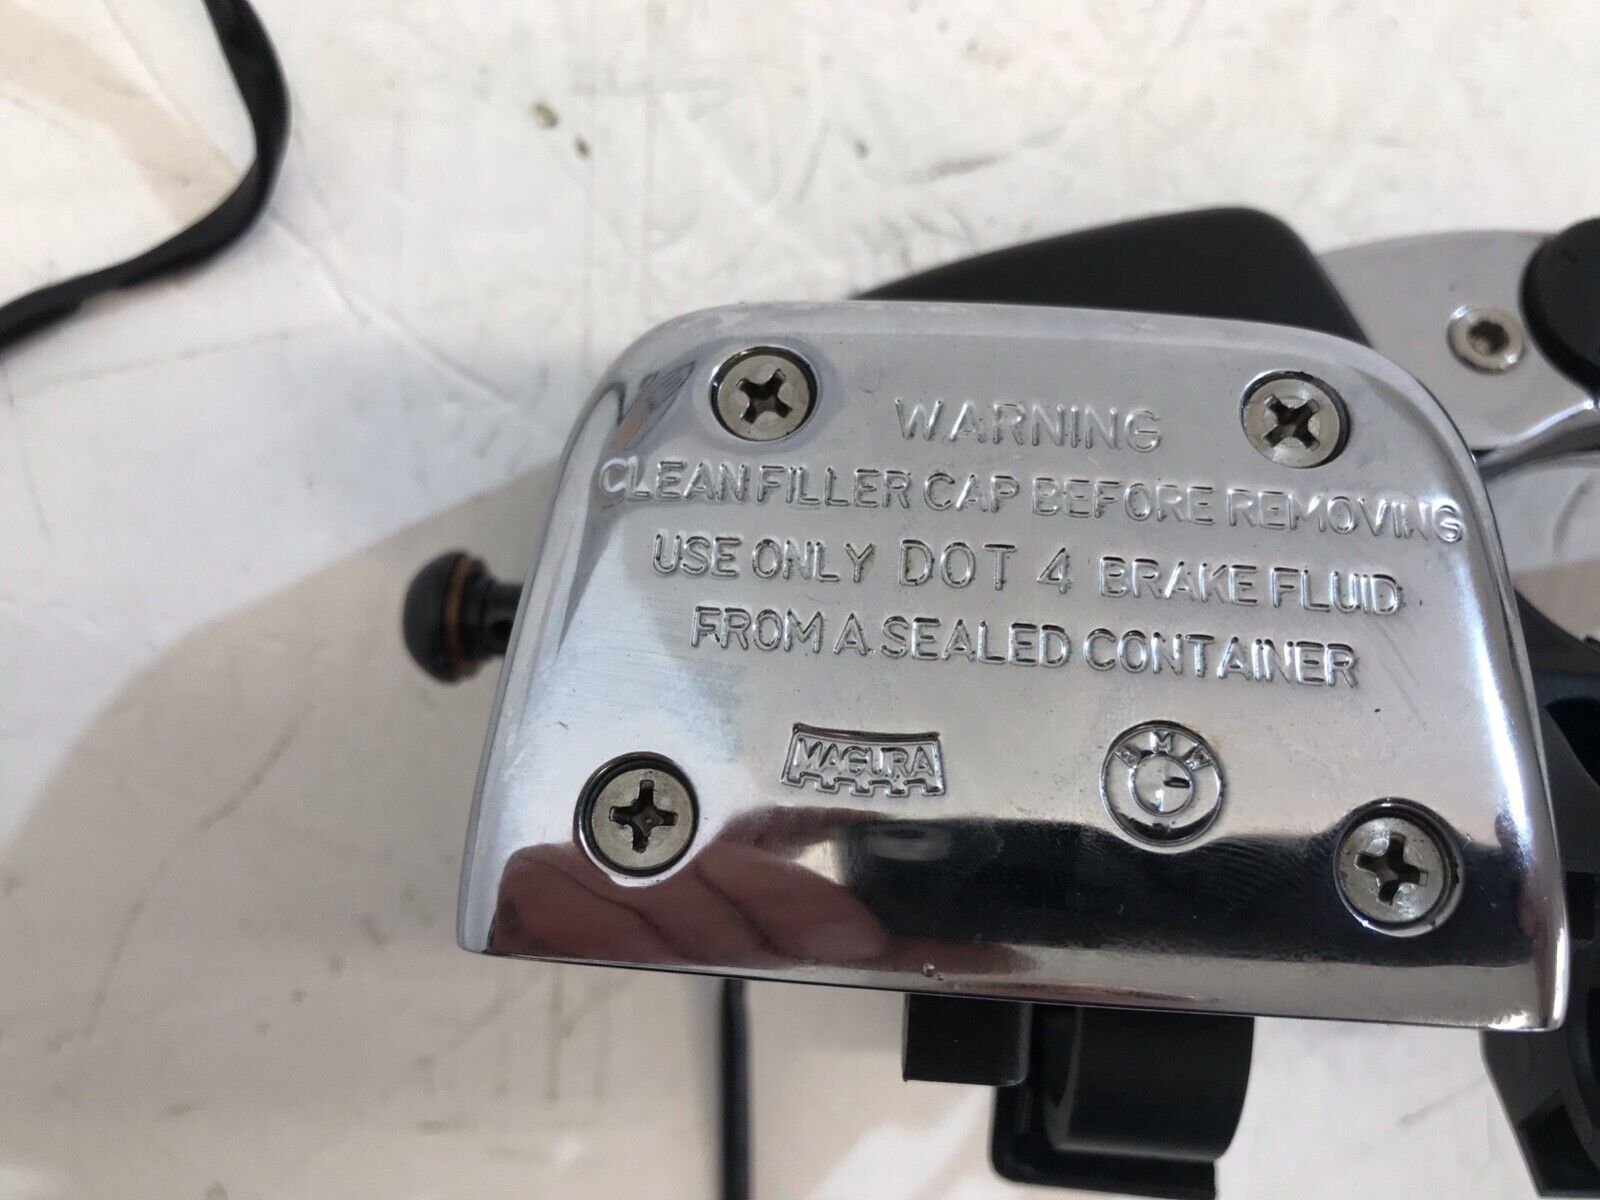 WARNING
CLEAN FILLER CAP BEFORE REMOVING
USE ONLY DOT 4 BRAKE FLUID
FROM A SEALED CONTAINER
MAGURA
BMW